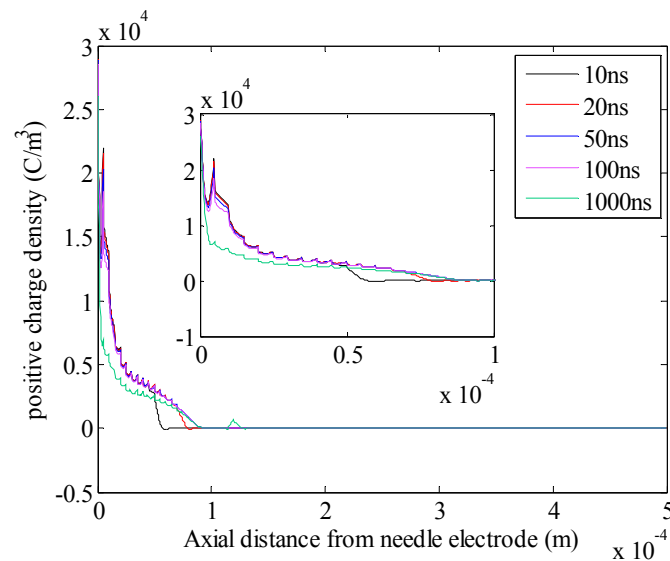 x 10^4
3
2.5
2
1.5
1
0.5
0
-0.5
positive charge density (C/m^3)
x 10^4
3
2
1
0
-1
0 0.5 1
x 10^-4
10ns
20ns
50ns
100ns
1000ns
0 1 2 3 4 5
Axial distance from needle electrode (m) x 10^-4